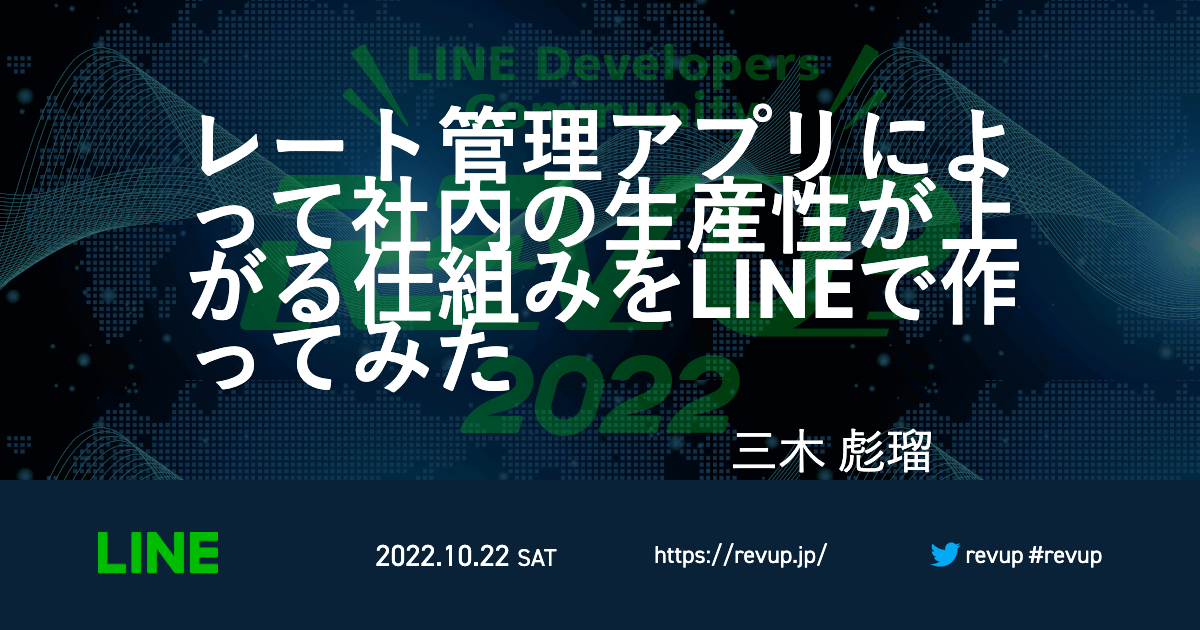 LINE Developers
Community
レート管理アプリによ
って社内の生産性が上
がる仕組みをLINEで作
ってみた
2022
三木 彪瑠
LINE
2022.10.22 SAT
https://revup.jp/
revup #revup